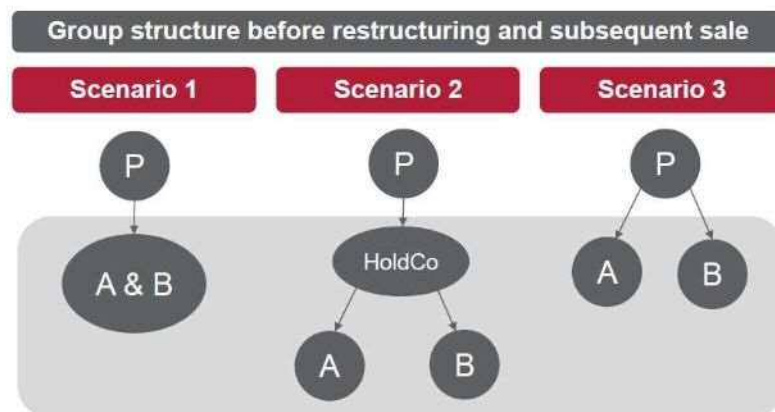 Group structure before restructuring and subsequent sale
Scenario 1
Scenario 2
Scenario 3
P
P
P
A & B
HoldCo
A
B
A
B